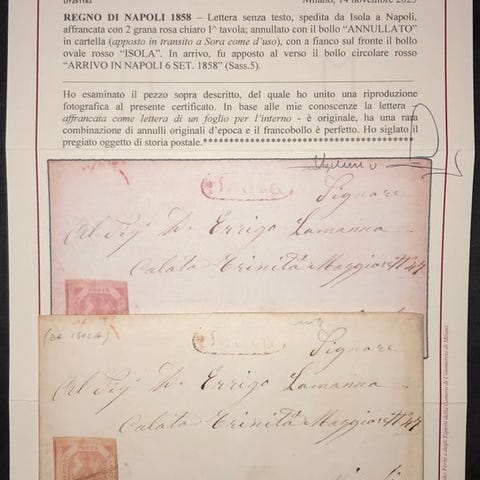 REGNO DI NAPOLI 1858 – Lettera senza testo, spedita da Isola a Napoli,
affrancata con 2 grana rosa chiaro I^ tavola; annullato con il bollo "ANNULLATO"
in cartella (apposto in transito a Sora come d'uso), con a fianco sul fronte il bollo
ovale rosso "ISOLA". In arrivo, fu apposto al verso il bollo circolare rosso
"ARRIVO IN NAPOLI 6 SET. 1858" (Sass.5).
Ho esaminato il pezzo sopra descritto, del quale ho unito una riproduzione
fotografica al presente certificato. In base alle mie conoscenze la lettera -
affrancata come lettera di un foglio per l'interno - è originale, ha una rara
combinazione di annulli originali d'epoca e il francobollo è perfetto. Ho siglato il
pregiato oggetto di storia postale.
Signore
Al Sig. D. Errigo Lamanna
Calata Trinità Maggiore N 47
(DA ISOLA)
Signore
Al Sig. D. Errigo Lamanna
Calata Trinità Maggiore N 47